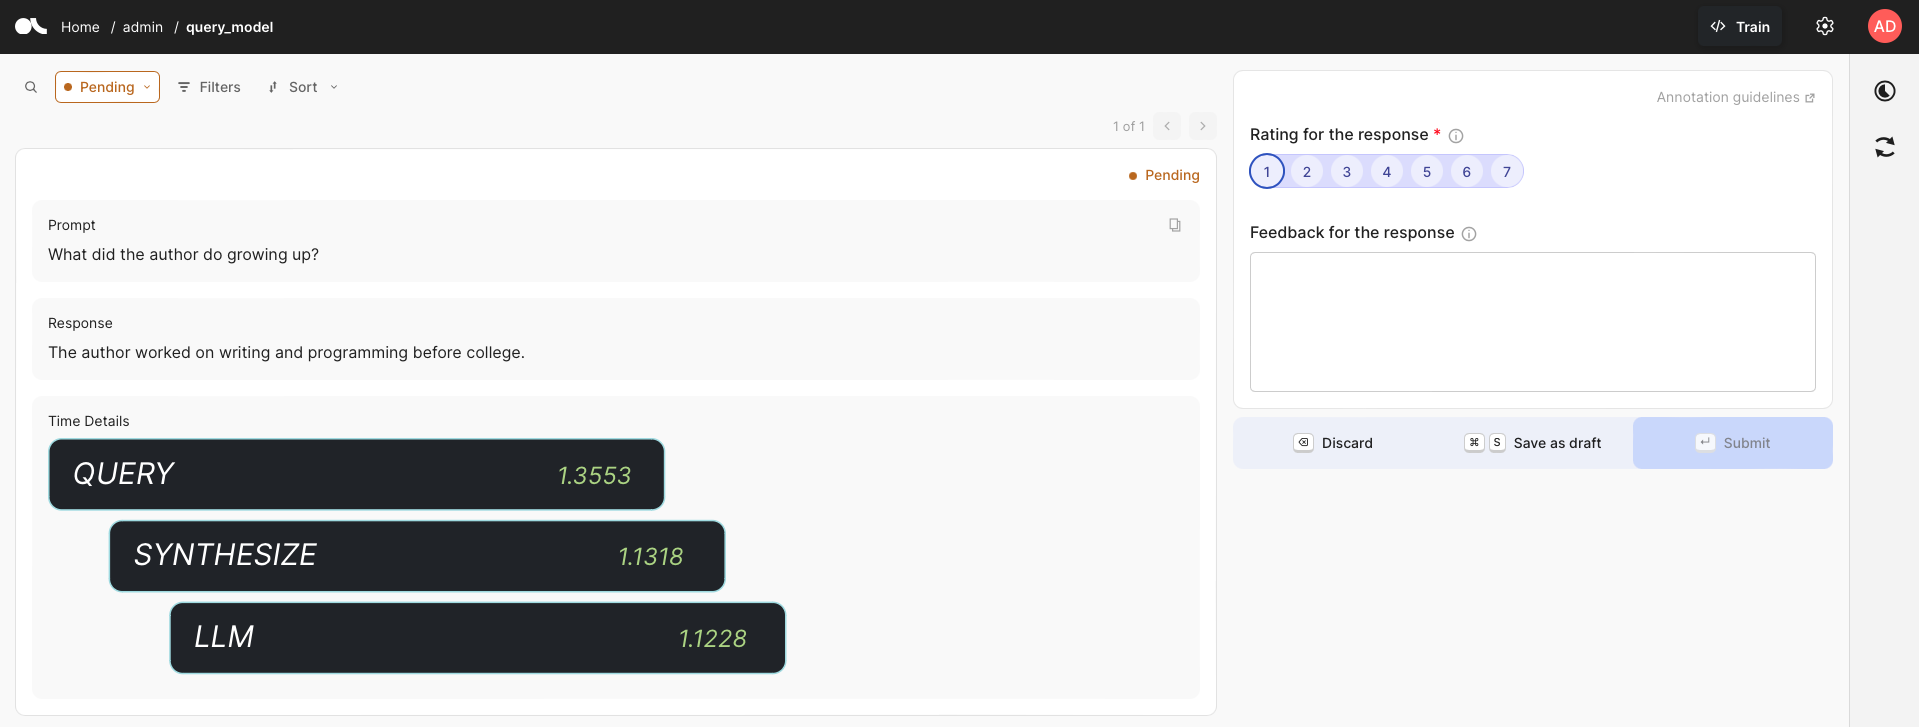 Home / admin / query_model
Train
AD
Pending
Filters
Sort
1 of 1
Pending
Prompt
What did the author do growing up?
Response
The author worked on writing and programming before college.
Time Details
QUERY 1.3553
SYNTHESIZE 1.1318
LLM 1.1228
Annotation guidelines
Rating for the response *
1 2 3 4 5 6 7
Feedback for the response
Discard
⌘ S Save as draft
Submit